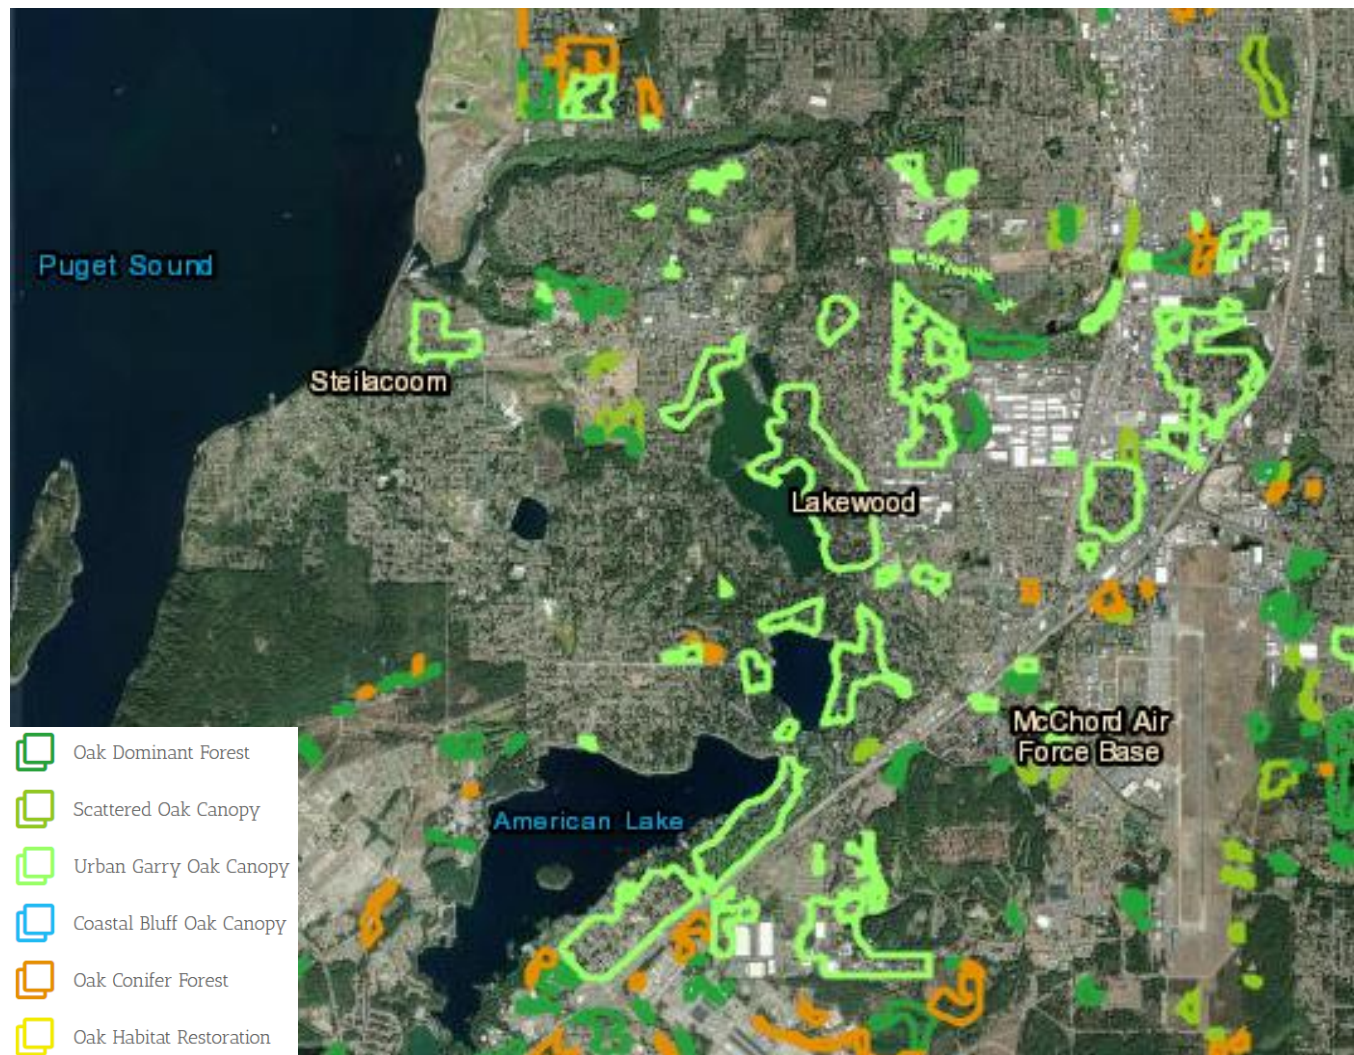 Puget Sound
Steilacoom
Lakewood
McChord Air
Force Base
American Lake
Oak Dominant Forest
Scattered Oak Canopy
Urban Garry Oak Canopy
Coastal Bluff Oak Canopy
Oak Conifer Forest
Oak Habitat Restoration